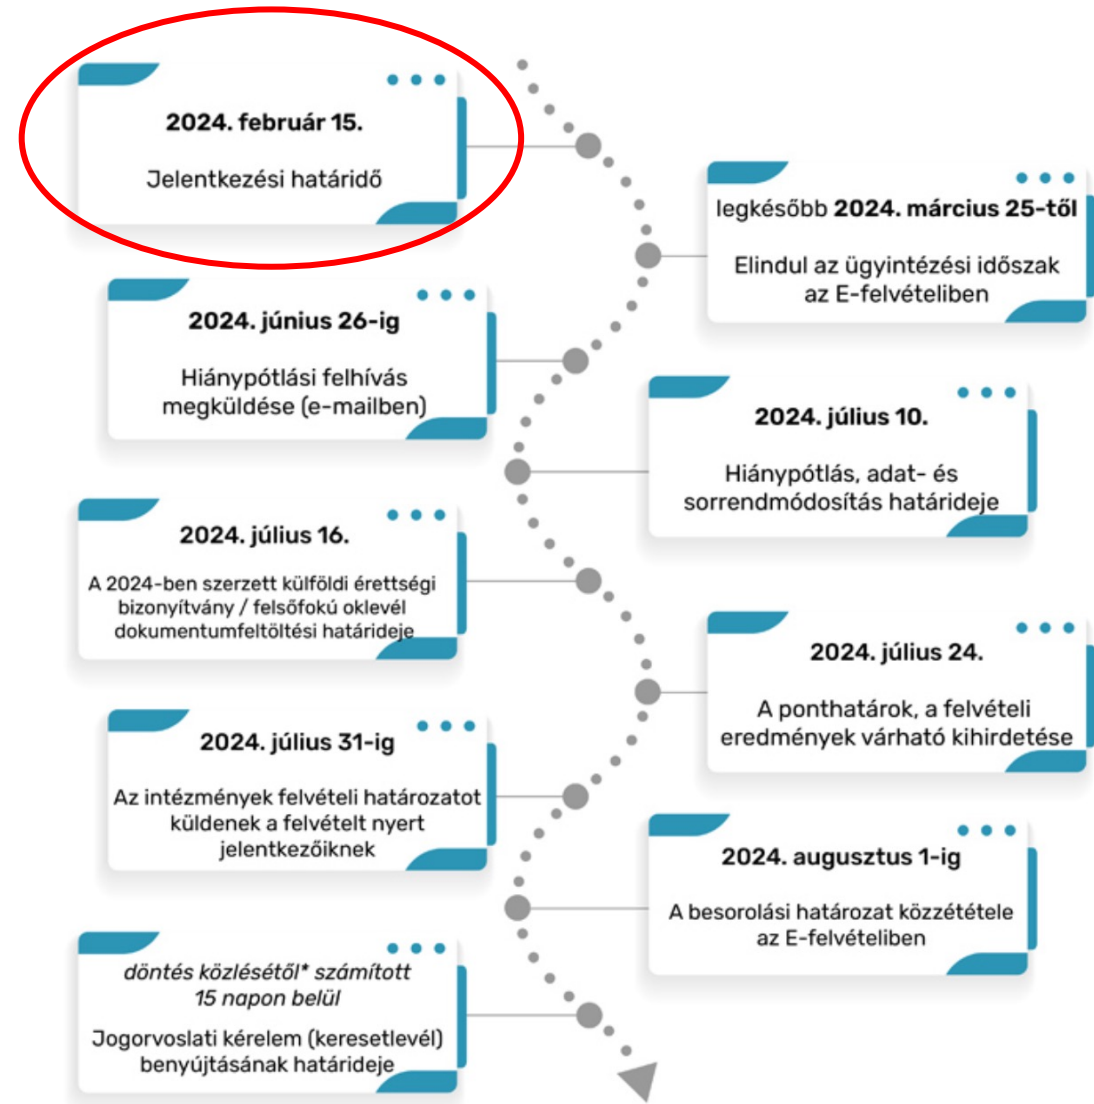 2024. február 15.
Jelentkezési határidő
legkésőbb 2024. március 25-től
Elindul az ügyintézési időszak
az E-felvételiben
2024. június 26-ig
Hiánypótlási felhívás
megküldése (e-mailben)
2024. július 10.
Hiánypótlás, adat- és
sorrendmódosítás határideje
2024. július 16.
A 2024-ben szerzett külföldi érettségi
bizonyítvány / felsőfokú oklevél
dokumentumfeltöltési határideje
2024. július 24.
A ponthatárok, a felvételi
eredmények várható kihirdetése
2024. július 31-ig
Az intézmények felvételi határozatot
küldenek a felvételt nyert
jelentkezőiknek
2024. augusztus 1-ig
A besorolási határozat közzététele
az E-felvételiben
döntés közlésétől* számított
15 napon belül
Jogorvoslati kérelem (keresetlevél)
benyújtásának határideje